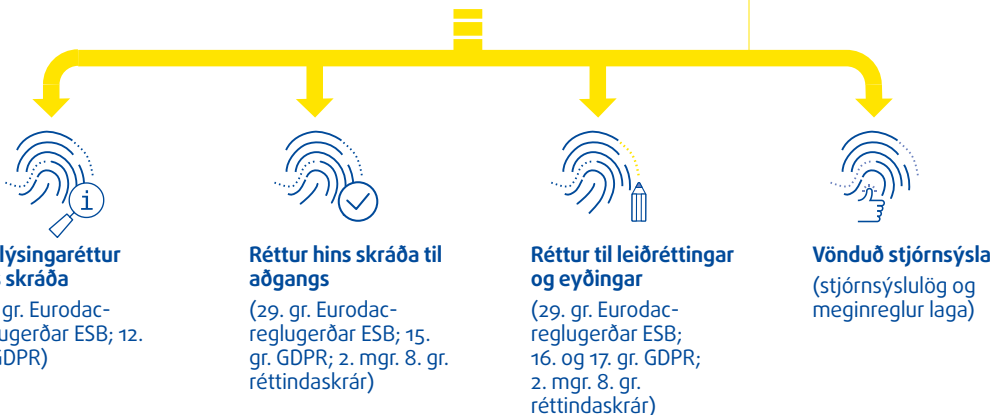 lýsingaréttur
skráða
gr. Eurodac-
ugerðar ESB; 12.
GDPR)
Réttur hins skráða til
aðgangs
(29. gr. Eurodac-
reglugerðar ESB; 15.
gr. GDPR; 2. mgr. 8. gr.
réttindaskrár)
Réttur til leiðréttingar
og eyðingar
(29. gr. Eurodac-
reglugerðar ESB;
16. og 17. gr. GDPR;
2. mgr. 8. gr.
réttindaskrár)
Vönduð stjórnsýsla
(stjórnsýslulög og
meginreglur laga)